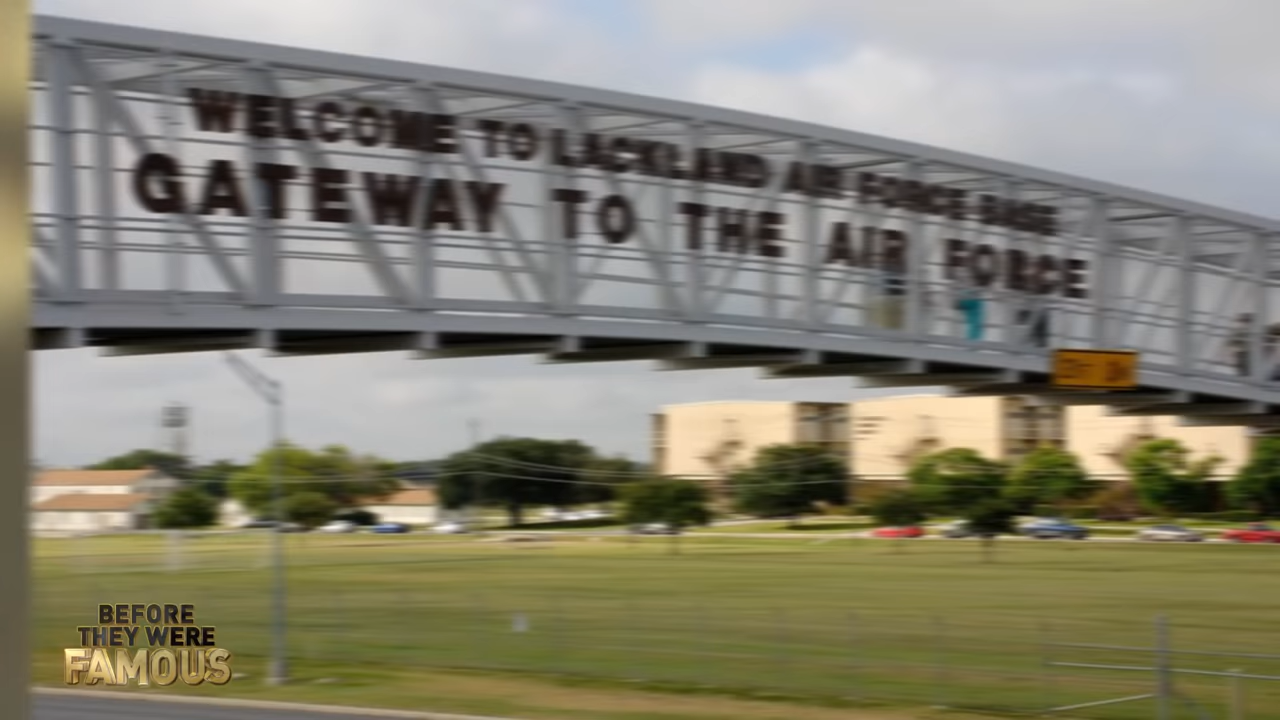 WELCOME TO LACKLAND AIR FORCE BASE
GATEWAY TO THE AIR FORCE
BEFORE
THEY WERE
FAMOUS